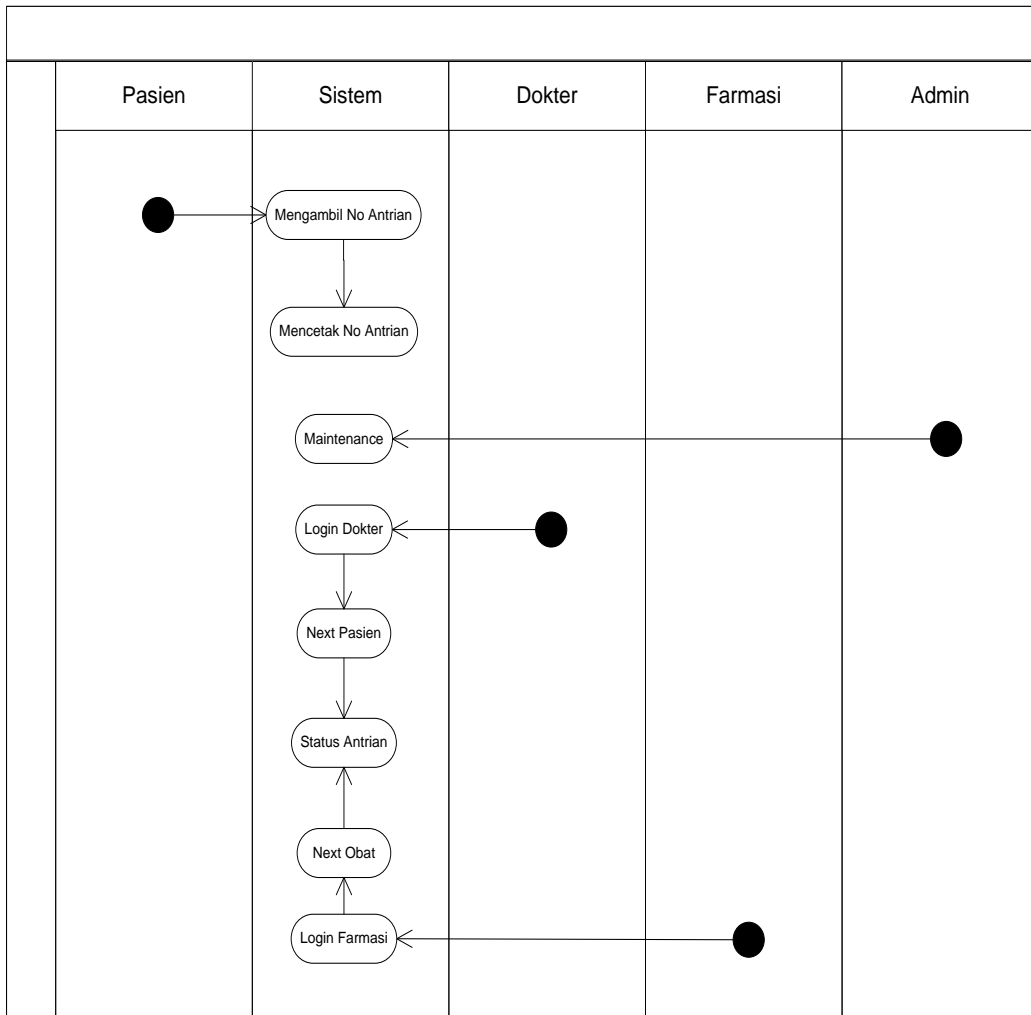 Pasien
Sistem
Dokter
Farmasi
Admin
Mengambil No Antrian
Mencetak No Antrian
Maintenance
Login Dokter
Next Pasien
Status Antrian
Next Obat
Login Farmasi